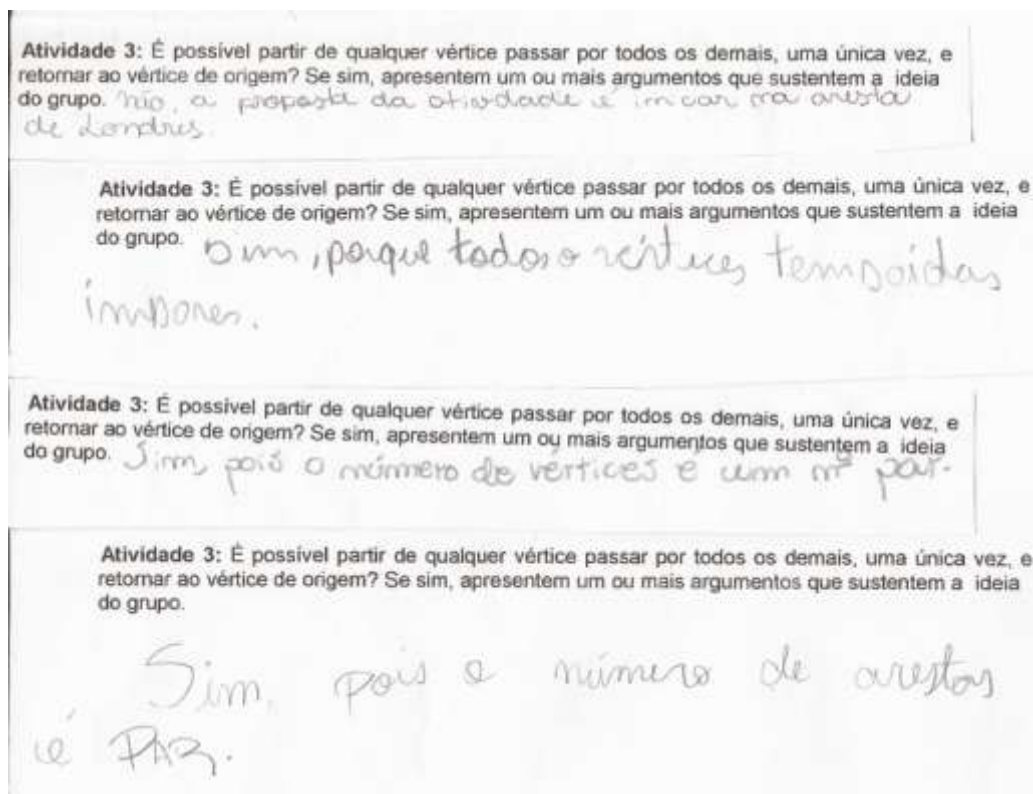 Atividade 3: É possível partir de qualquer vértice passar por todos os demais, uma única vez, e
retornar ao vértice de origem? Se sim, apresentem um ou mais argumentos que sustentem a ideia
do grupo. Não, a proposta da atividade é iniciar na aresta
de Londres.
Atividade 3: É possível partir de qualquer vértice passar por todos os demais, uma única vez, e
retornar ao vértice de origem? Se sim, apresentem um ou mais argumentos que sustentem a ideia
do grupo. Sim, porque todos o vértices tem saídas
ímpares.
Atividade 3: É possível partir de qualquer vértice passar por todos os demais, uma única vez, e
retornar ao vértice de origem? Se sim, apresentem um ou mais argumentos que sustentem a ideia
do grupo. Sim, pois o número de vértices é um nº par.
Atividade 3: É possível partir de qualquer vértice passar por todos os demais, uma única vez, e
retornar ao vértice de origem? Se sim, apresentem um ou mais argumentos que sustentem a ideia
do grupo.
Sim, pois o número de arestas
é PAR.